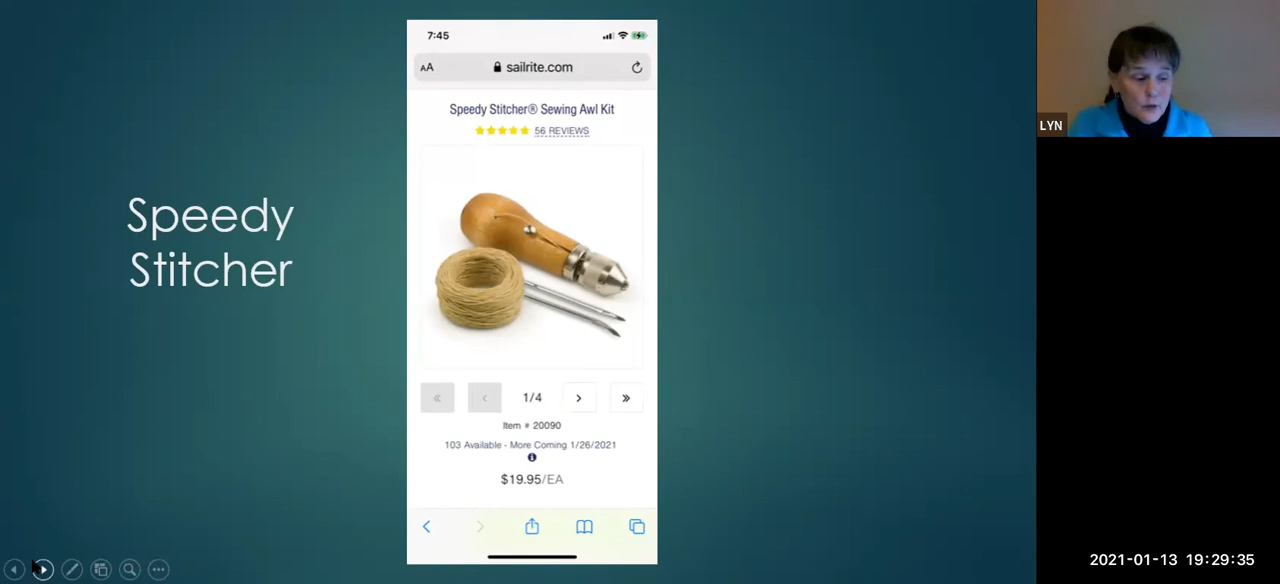 Speedy
Stitcher
7:45
AA
sailrite.com
Speedy Stitcher® Sewing Awl Kit
56 REVIEWS
«
‹
1/4
›
»
Item # 20090
103 Available - More Coming 1/26/2021
$19.95/EA
LYN
2021-01-13 19:29:35